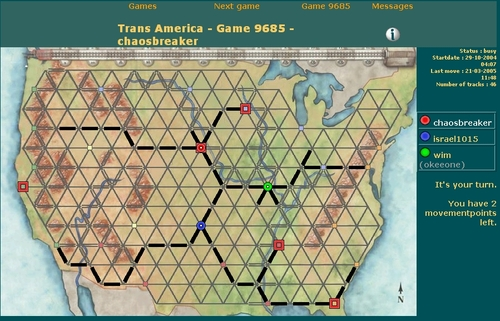 Games Next game Game 9685 Messages
Trans America - Game 9685 -
chaosbreaker
i
Status : busy
Startdate : 29-10-2004
04:07
Last move : 21-03-2005
11:48
Number of tracks : 46
chaosbreaker
israel1015
wim
(okeeone)
It's your turn.
You have 2
movementpoints
left.
N